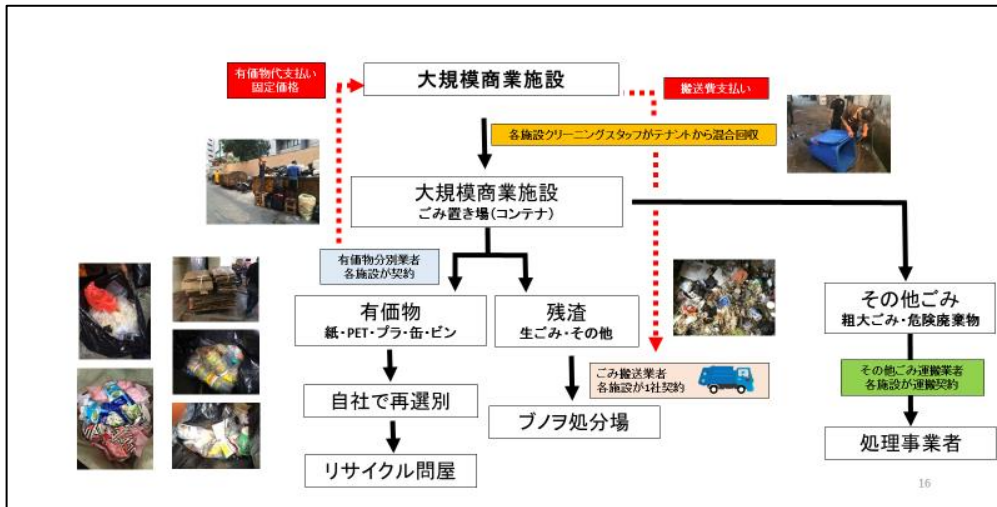 有価物代支払い
固定価格
大規模商業施設
搬送費支払い
各施設クリーニングスタッフがテナントから混合回収
大規模商業施設
ごみ置き場(コンテナ)
有価物分別業者
各施設が契約
有価物
紙・PET・プラ・缶・ビン
残渣
生ごみ・その他
その他ごみ
粗大ごみ・危険廃棄物
ごみ搬送業者
各施設が1社契約
その他ごみ運搬業者
各施設が運搬契約
自社で再選別
ブノヲ処分場
処理事業者
リサイクル問屋
16